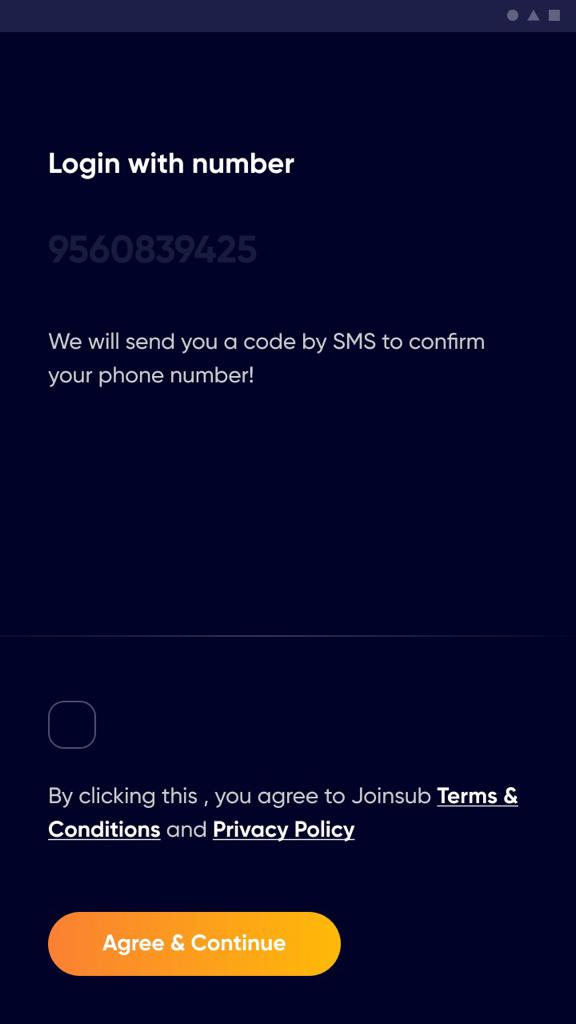 Login with number
9560839425
We will send you a code by SMS to confirm
your phone number!
By clicking this , you agree to Joinsub Terms &
Conditions and Privacy Policy
Agree & Continue